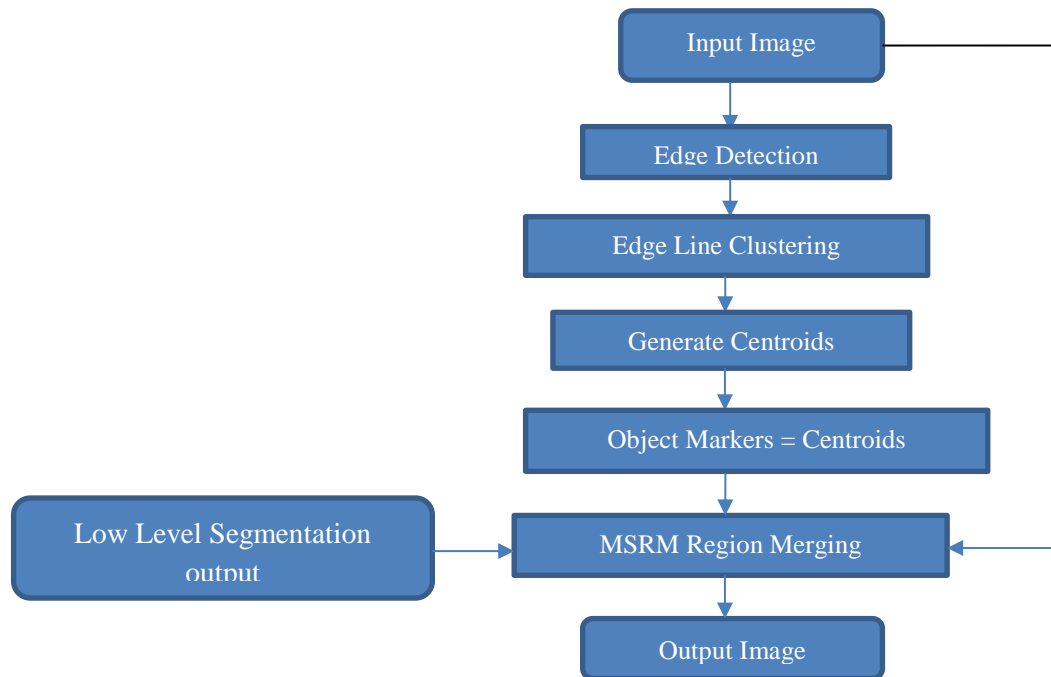 Input Image
Edge Detection
Edge Line Clustering
Generate Centroids
Object Markers = Centroids
Low Level Segmentation
output
MSRM Region Merging
Output Image